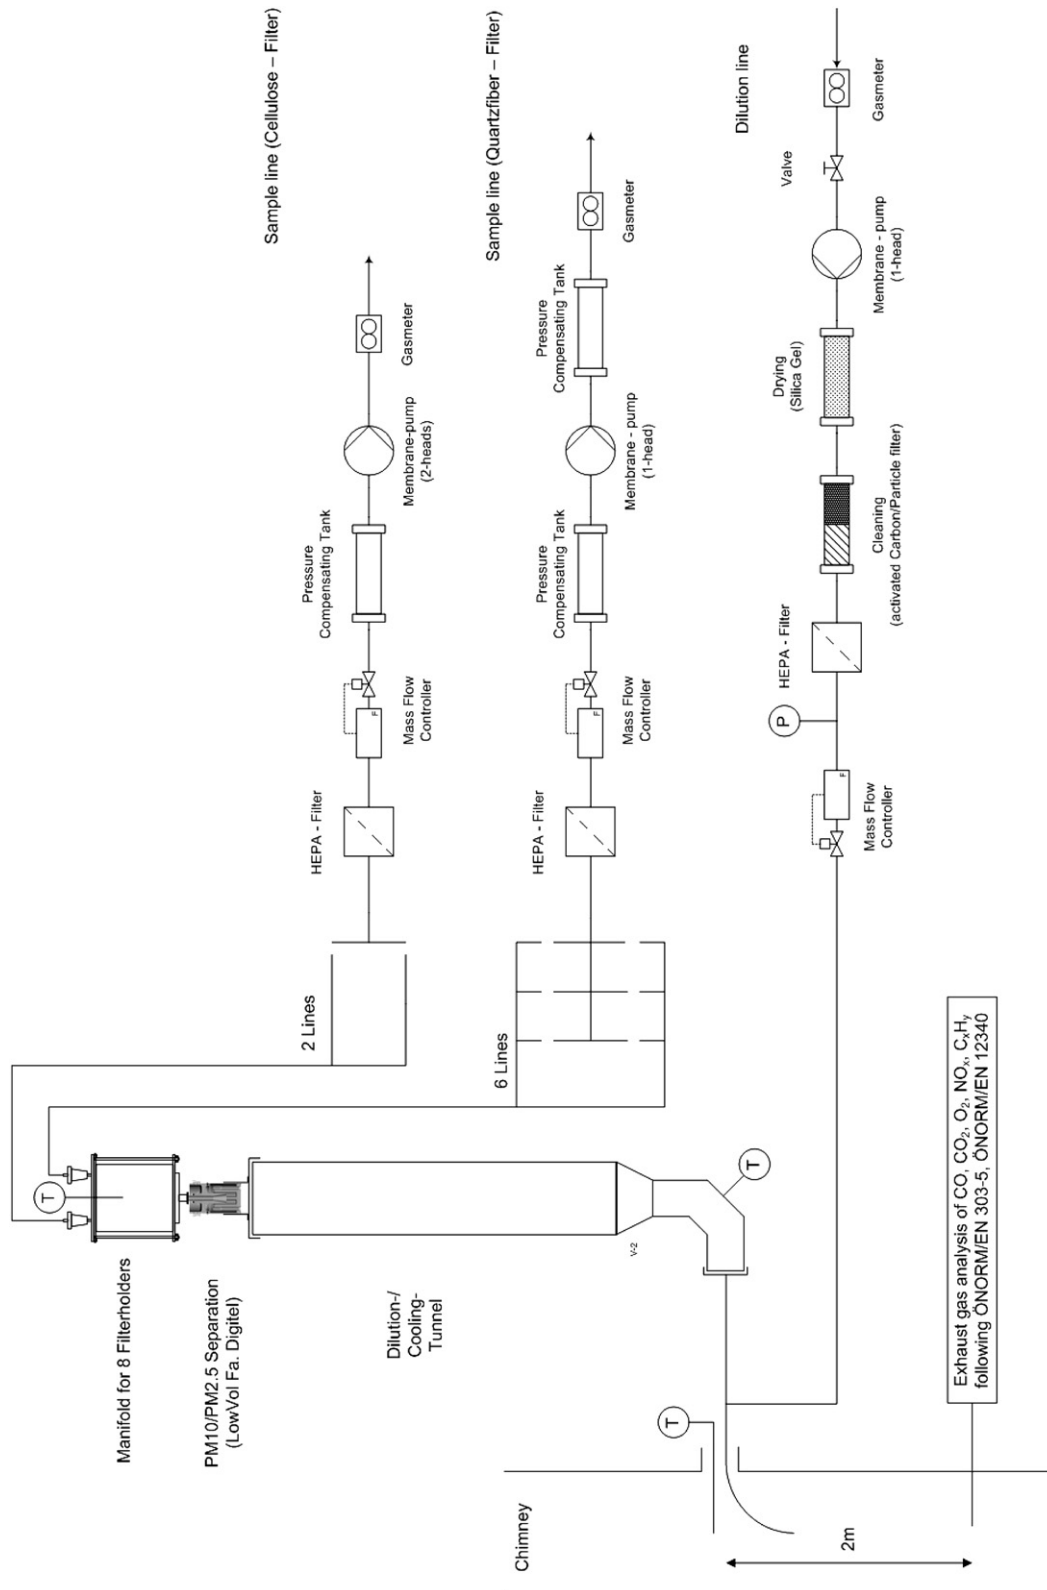 Sample line (Cellulose – Filter)
Gasmeter
Membrane-pump
(2-heads)
Pressure
Compensating Tank
F
Mass Flow
Controller
HEPA - Filter
2 Lines
Sample line (Quartzfiber – Filter)
Gasmeter
Pressure
Compensating Tank
Membrane - pump
(1-head)
Pressure
Compensating Tank
F
Mass Flow
Controller
HEPA - Filter
6 Lines
Dilution line
Gasmeter
Valve
Membrane - pump
(1-head)
Drying
(Silica Gel)
Cleaning
(activated Carbon/Particle filter)
HEPA - Filter
P
F
Mass Flow
Controller
T
Manifold for 8 Filterholders
PM10/PM2.5 Separation
(LowVol Fa. Digitel)
Dilution-/
Cooling-
Tunnel
V-2
T
T
Chimney
2m
Exhaust gas analysis of CO, CO₂, O₂, NOₓ, CₓHᵧ
following ÖNORM/EN 303-5, ÖNORM/EN 12340